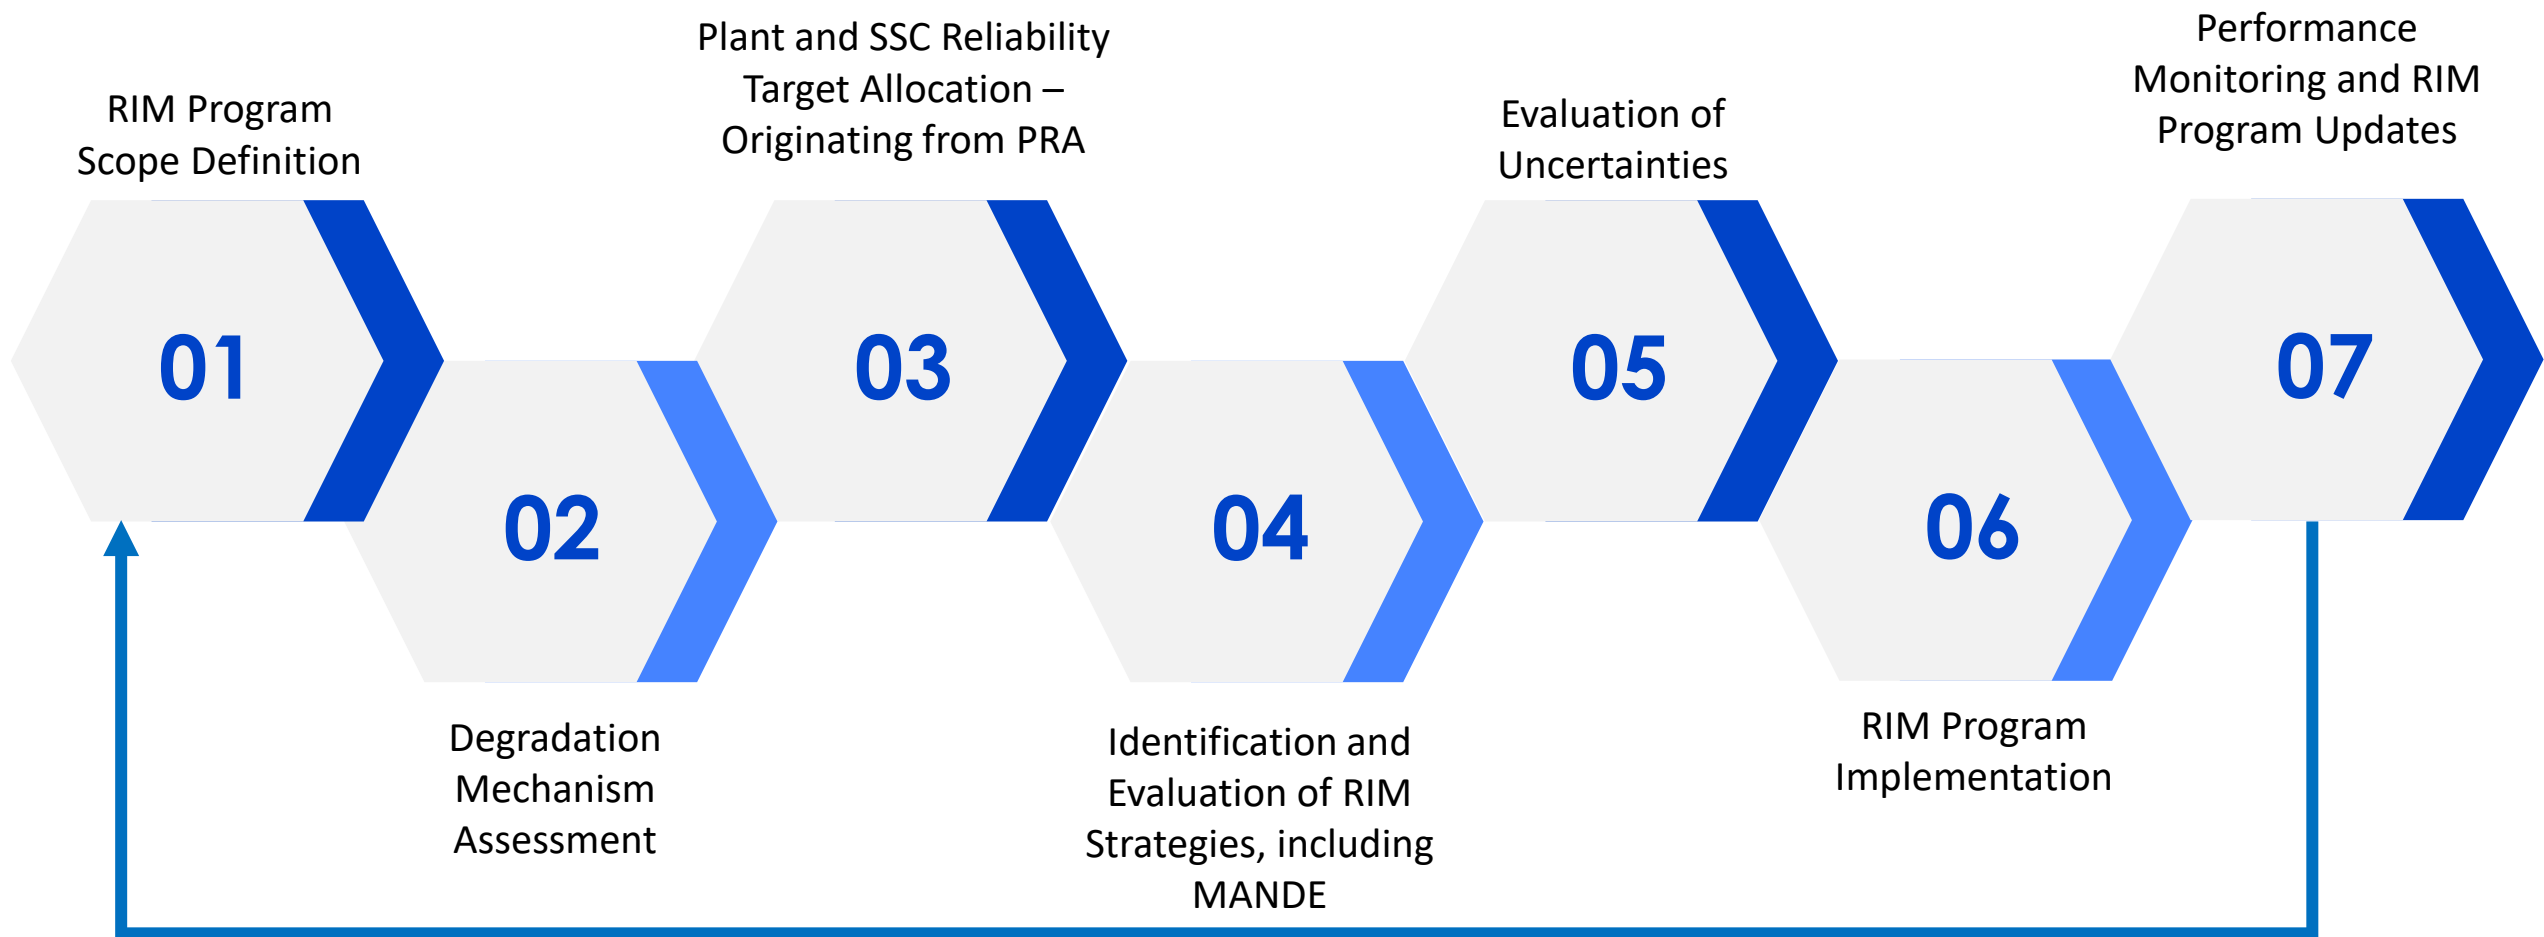 RIM Program
Scope Definition
01
02
Degradation
Mechanism
Assessment
Plant and SSC Reliability
Target Allocation –
Originating from PRA
03
04
Identification and
Evaluation of RIM
Strategies, including
MANDE
Evaluation of
Uncertainties
05
06
RIM Program
Implementation
Performance
Monitoring and RIM
Program Updates
07